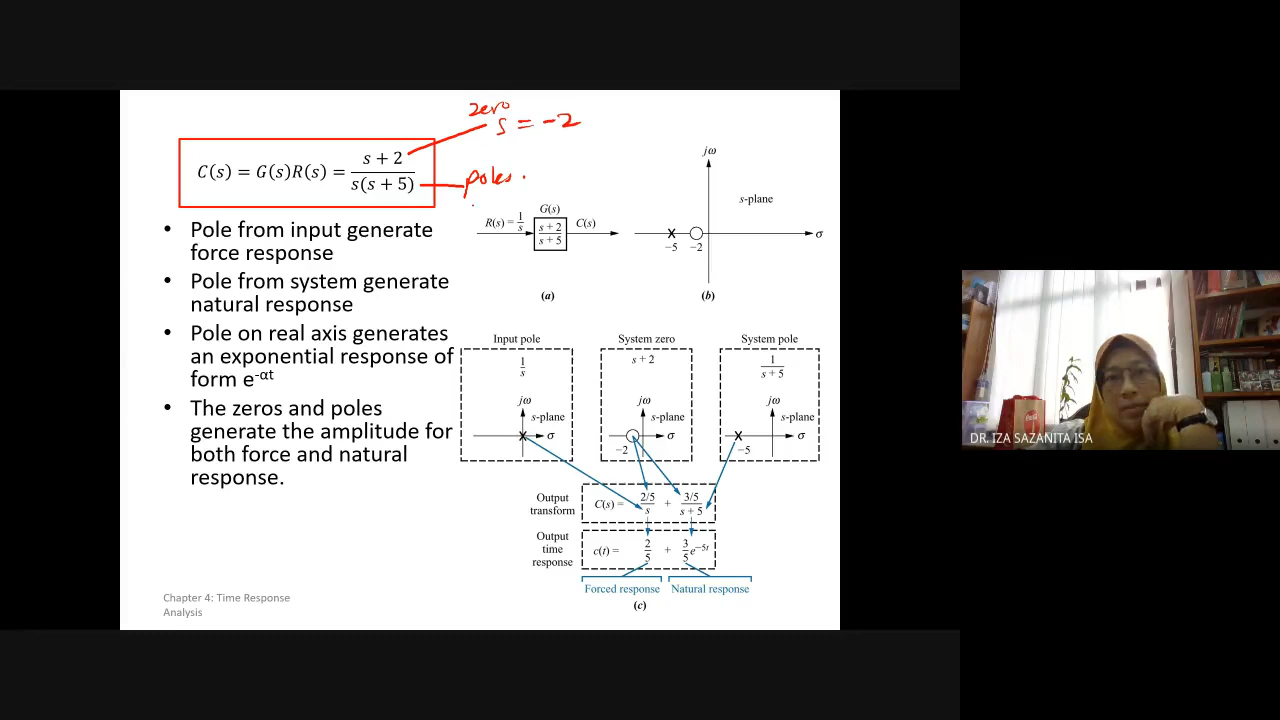 zero
s = -2
C(s) = G(s)R(s) = s + 2 / s(s + 5)
poles
• Pole from input generate
force response
• Pole from system generate
natural response
• Pole on real axis generates
an exponential response of
form e^-αt
• The zeros and poles
generate the amplitude for
both force and natural
response.
Chapter 4: Time Response
Analysis
G(s)
R(s) = 1/s
s + 2 / s + 5
C(s)
(a)
jω
s-plane
σ
−5 −2
(b)
Input pole
1/s
jω
s-plane
σ
System zero
s + 2
jω
s-plane
σ
−2
System pole
1 / s + 5
jω
s-plane
σ
−5
Output
transform
C(s) = 2/5 / s + 3/5 / s + 5
Output
time
response
c(t) = 2/5 + 3/5 e^−5t
Forced response Natural response
(c)
DR. IZA SAZANITA ISA